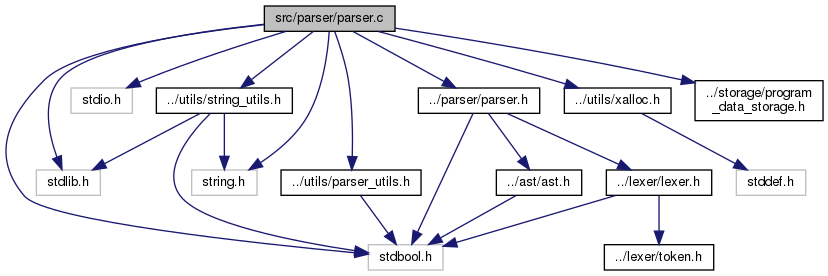 src/parser/parser.c
stdio.h
../utils/string_utils.h
../parser/parser.h
../utils/xalloc.h
../storage/program
_data_storage.h
stdlib.h
string.h
../utils/parser_utils.h
../ast/ast.h
../lexer/lexer.h
stddef.h
stdbool.h
../lexer/token.h